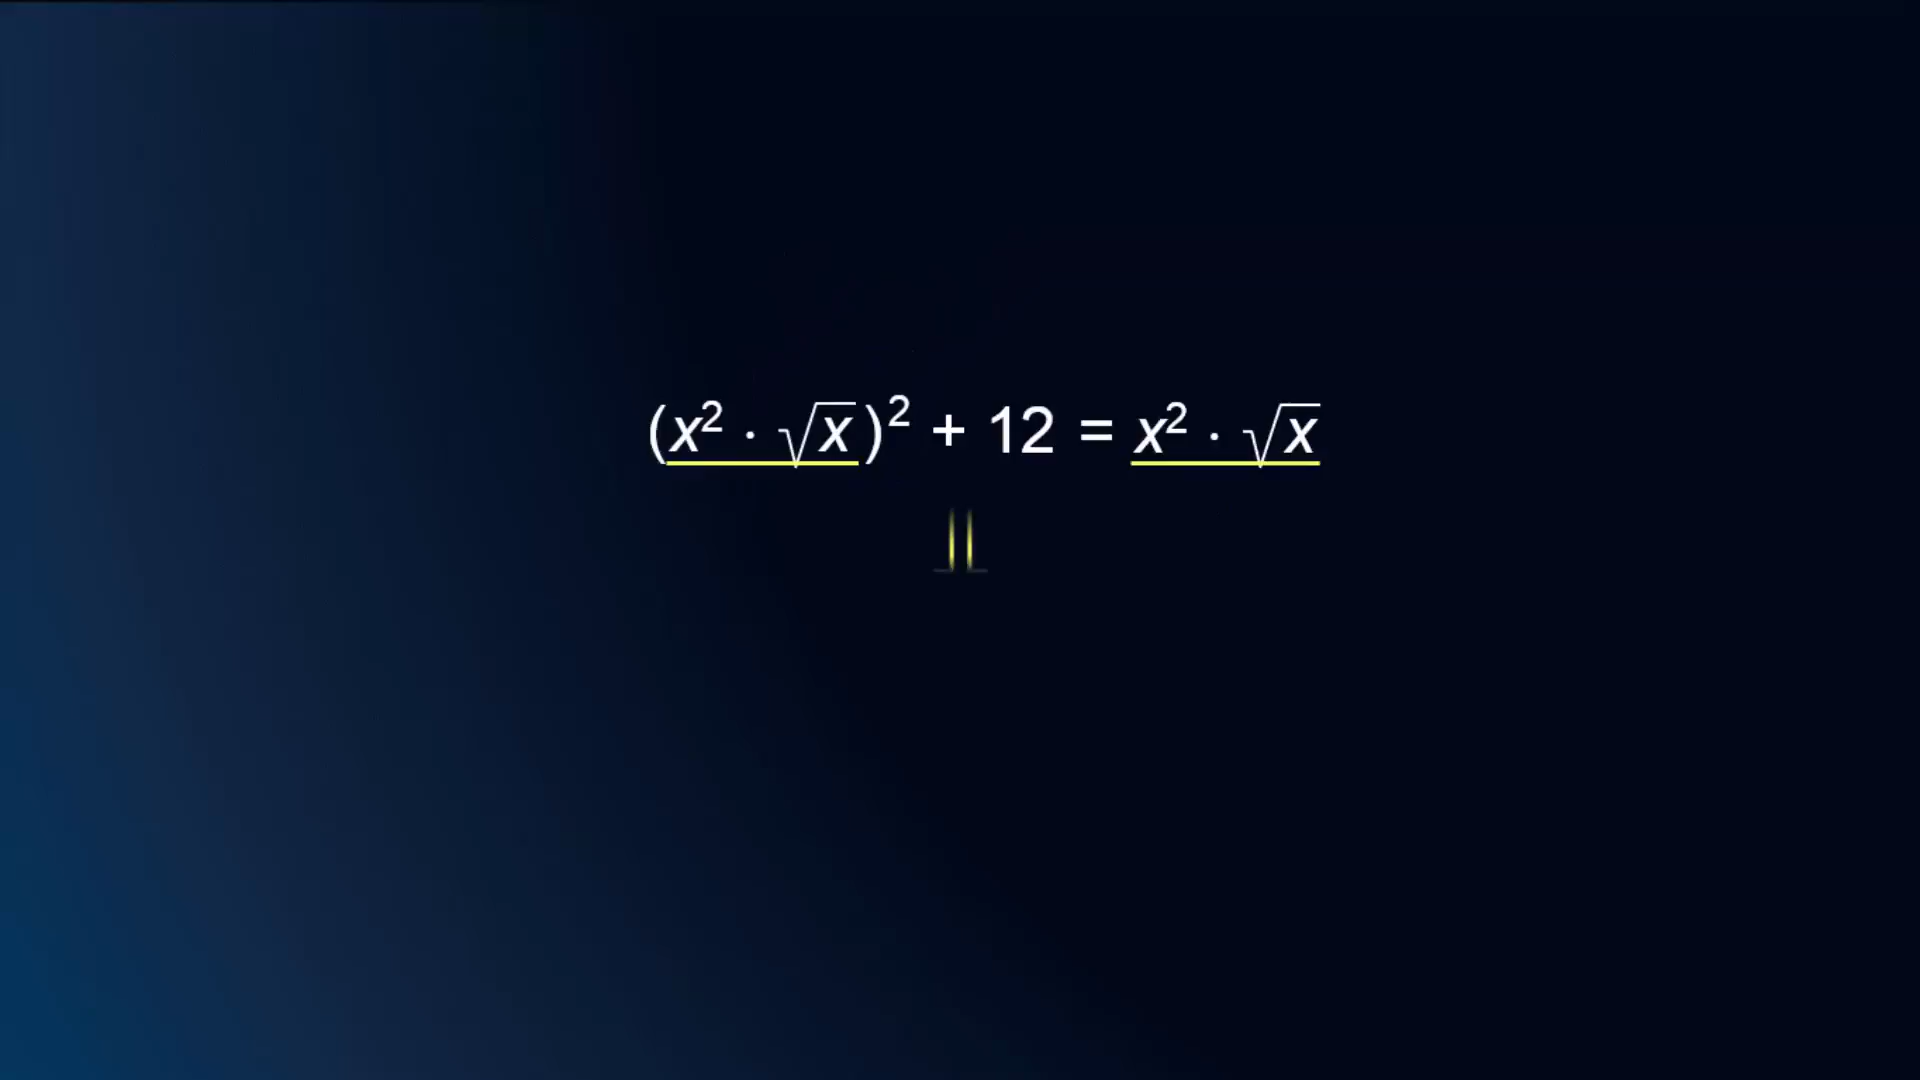 (x² · √x)² + 12 = x² · √x